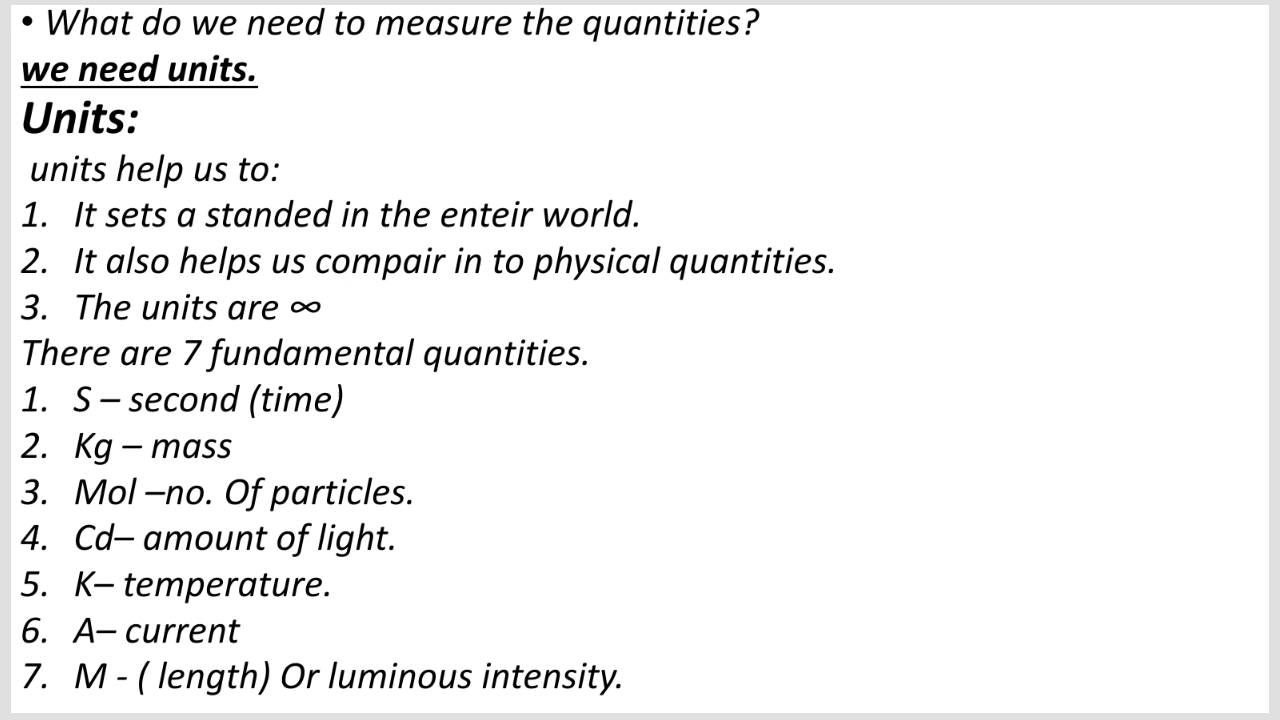 • What do we need to measure the quantities?
we need units.
Units:
units help us to:
1. It sets a standed in the enteir world.
2. It also helps us compair in to physical quantities.
3. The units are ∞
There are 7 fundamental quantities.
1. S – second (time)
2. Kg – mass
3. Mol –no. Of particles.
4. Cd– amount of light.
5. K– temperature.
6. A– current
7. M - ( length) Or luminous intensity.